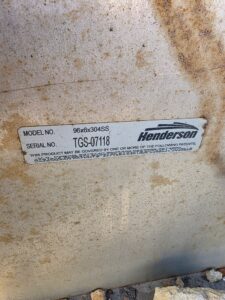 MODEL NO. 96x6x304SS
SERIAL NO. TGS-07118
Henderson
THIS PRODUCT MAY BE COVERED BY ONE OR MORE OF THE FOLLOWING PATENTS: